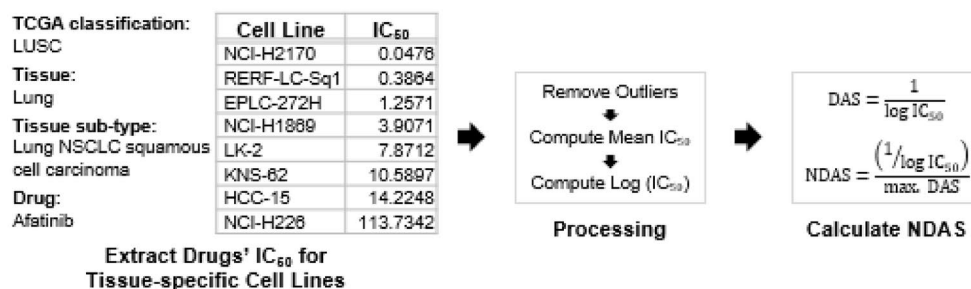 TCGA classification:
LUSC
Tissue:
Lung
Tissue sub-type:
Lung NSCLC squamous
cell carcinoma
Drug:
Afatinib
Cell Line IC₅₀
NCI-H2170 0.0476
RERF-LC-Sq1 0.3864
EPLC-272H 1.2571
NCI-H1869 3.9071
LK-2 7.8712
KNS-62 10.5897
HCC-15 14.2248
NCI-H226 113.7342
Extract Drugs' IC₅₀ for
Tissue-specific Cell Lines
Remove Outliers
Compute Mean IC₅₀
Compute Log (IC₅₀)
Processing
DAS = 1 / log IC₅₀
NDAS = (1/log IC₅₀) / max. DAS
Calculate NDAS